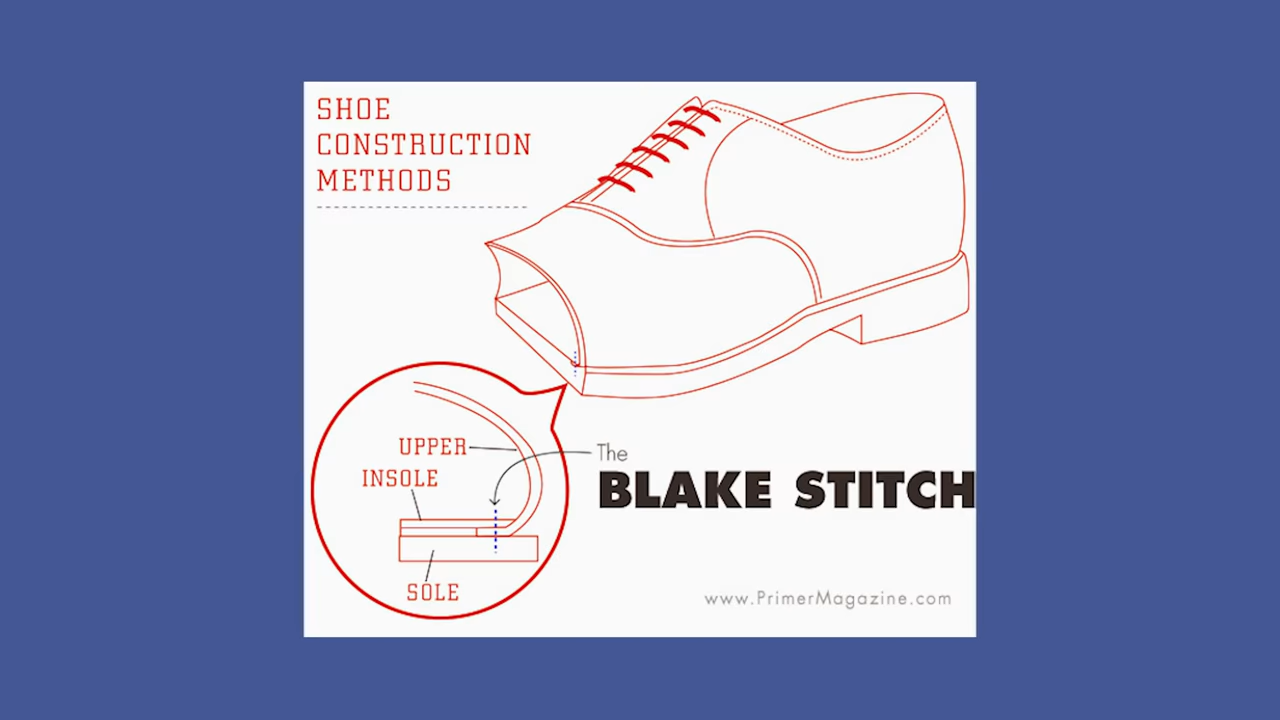 SHOE
CONSTRUCTION
METHODS
UPPER
INSOLE
SOLE
The
BLAKE STITCH
www.PrimerMagazine.com